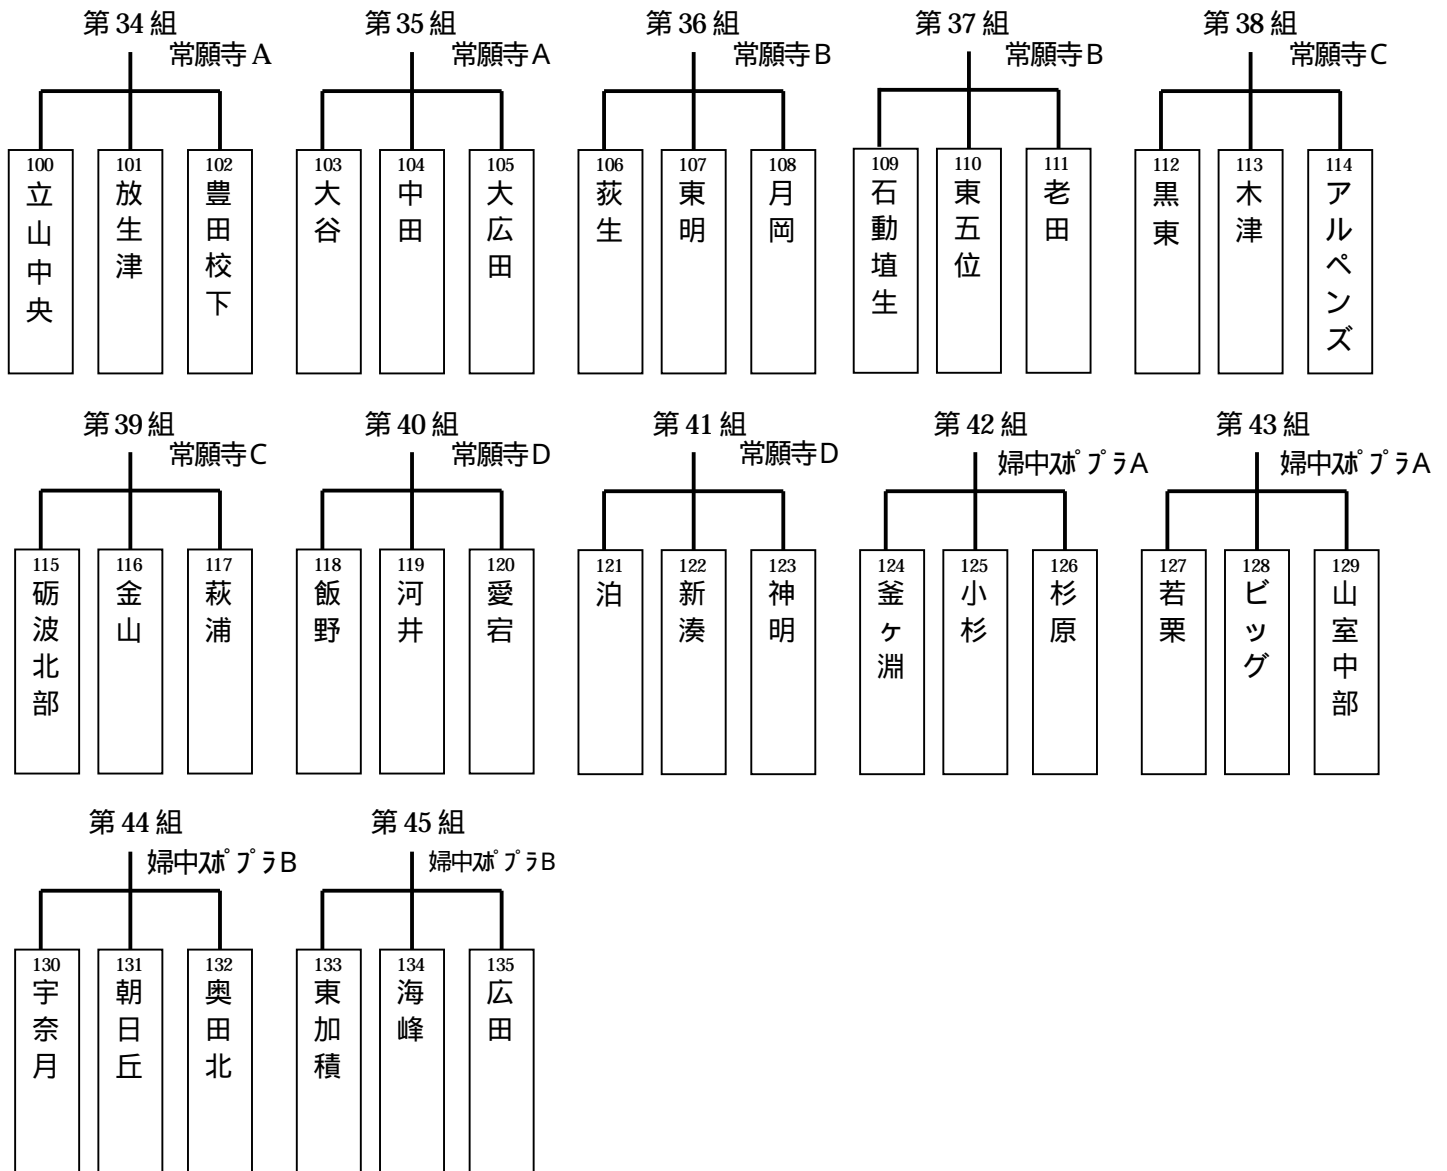 第34組
常願寺A
100
立山中央
101
放生津
102
豊田校下
第35組
常願寺A
103
大谷
104
中田
105
大広田
第36組
常願寺B
106
荻生
107
東明
108
月岡
第37組
常願寺B
109
石動埴生
110
東五位
111
老田
第38組
常願寺C
112
黒東
113
木津
114
アルペンズ
第39組
常願寺C
115
砺波北部
116
金山
117
萩浦
第40組
常願寺D
118
飯野
119
河井
120
愛宕
第41組
常願寺D
121
泊
122
新湊
123
神明
第42組
婦中ｽﾎﾟﾌﾟﾗA
124
釜ヶ淵
125
小杉
126
杉原
第43組
婦中ｽﾎﾟﾌﾟﾗA
127
若栗
128
ビッグ
129
山室中部
第44組
婦中ｽﾎﾟﾌﾟﾗB
130
宇奈月
131
朝日丘
132
奥田北
第45組
婦中ｽﾎﾟﾌﾟﾗB
133
東加積
134
海峰
135
広田